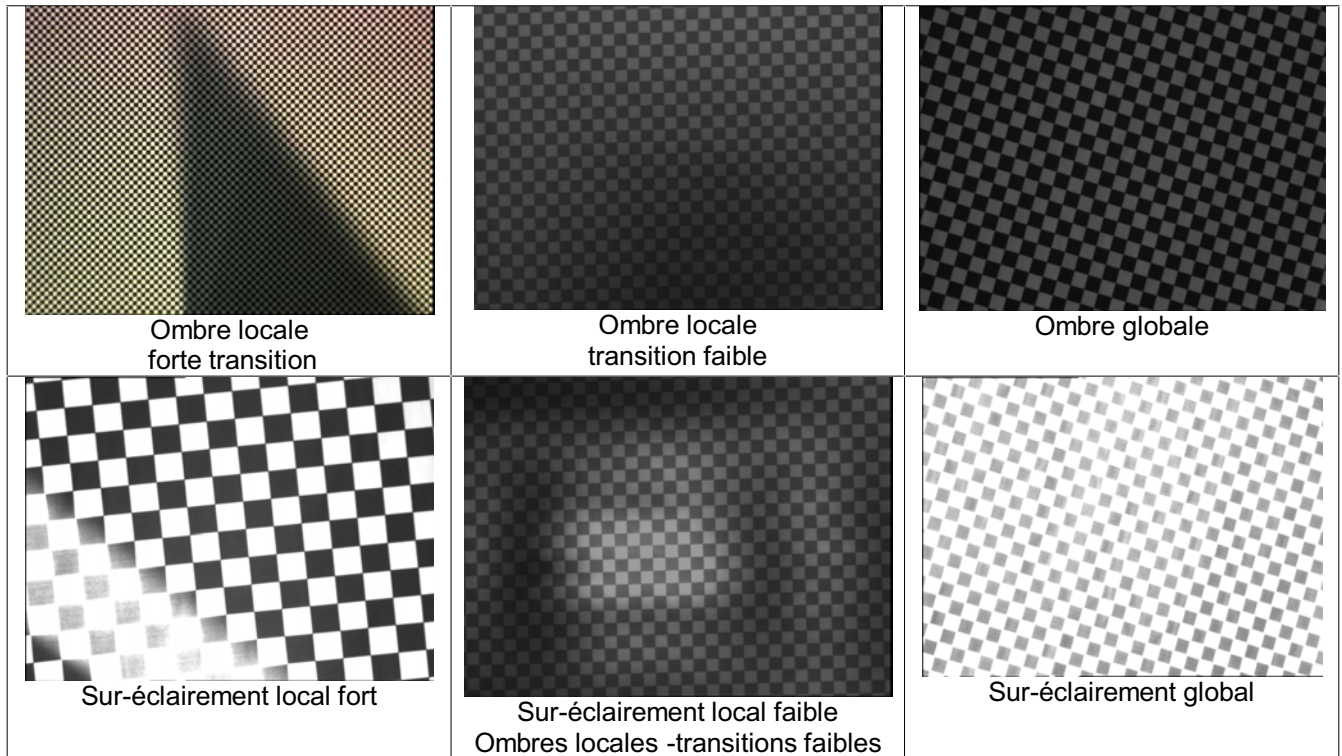 Ombre locale
forte transition
Ombre locale
transition faible
Ombre globale
Sur-éclairement local fort
Sur-éclairement local faible
Ombres locales -transitions faibles
Sur-éclairement global